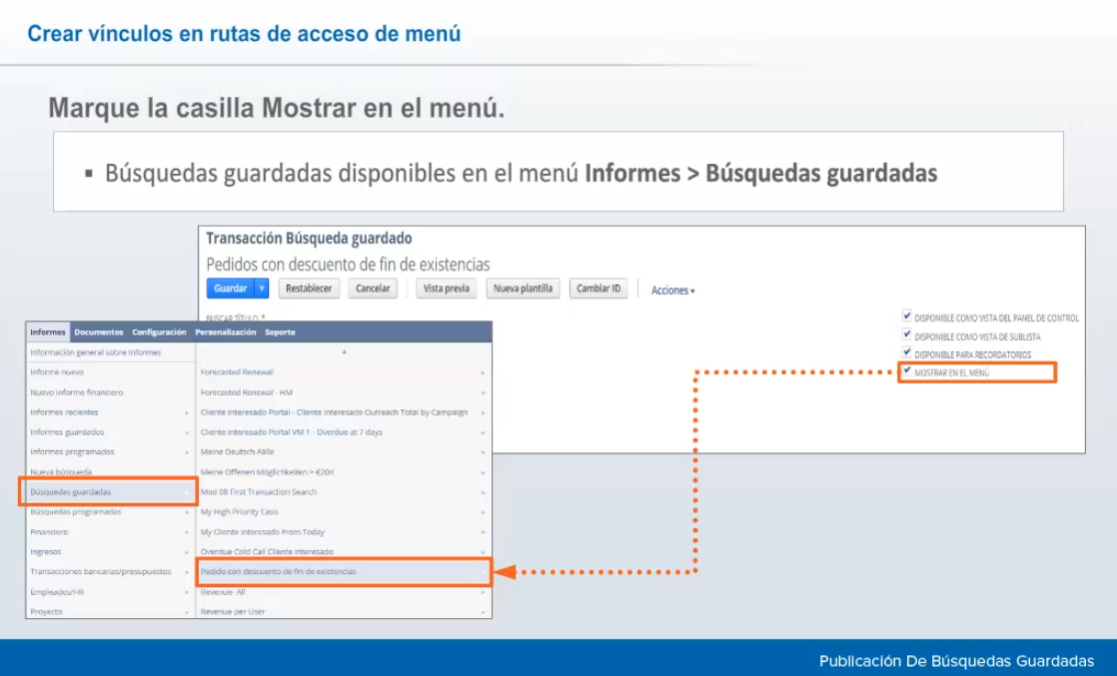 Crear vínculos en rutas de acceso de menú
Marque la casilla Mostrar en el menú.
▪ Búsquedas guardadas disponibles en el menú Informes > Búsquedas guardadas
Transacción Búsqueda guardado
Pedidos con descuento de fin de existencias
Guardar Restablecer Cancelar Vista previa Nueva plantilla Cambiar ID Acciones
BUSCAR TÍTULO *
DISPONIBLE COMO VISTA DEL PANEL DE CONTROL
DISPONIBLE COMO VISTA DE SUBLISTA
DISPONIBLE PARA RECORDATORIOS
MOSTRAR EN EL MENÚ
Informes Documentos Configuración Personalización Soporte
Información general sobre informes
Informe nuevo
Nuevo informe financiero
Informes recientes
Informes guardados
Informes programados
Nueva búsqueda
Búsquedas guardadas
Búsquedas programadas
Financiero
Ingresos
Transacciones bancarias/presupuestos
Empleados/HR
Proyecto
Forecasted Renewal
Forecasted Renewal - HM
Cliente Interesado Portal - Cliente Interesado Outreach Total by Campaign
Cliente Interesado Portal VM 1 - Overdue at 7 days
Meine Deutsch-Fälle
Meine Offenen Möglichkeiten > €20K
Mod 08 First Transaction Search
My High Priority Caso
My Cliente Interesado From Today
Overdue Cold Call Cliente Interesado
Pedido con descuento de fin de existencias
Revenue- All
Revenue per User
Publicación De Búsquedas Guardadas